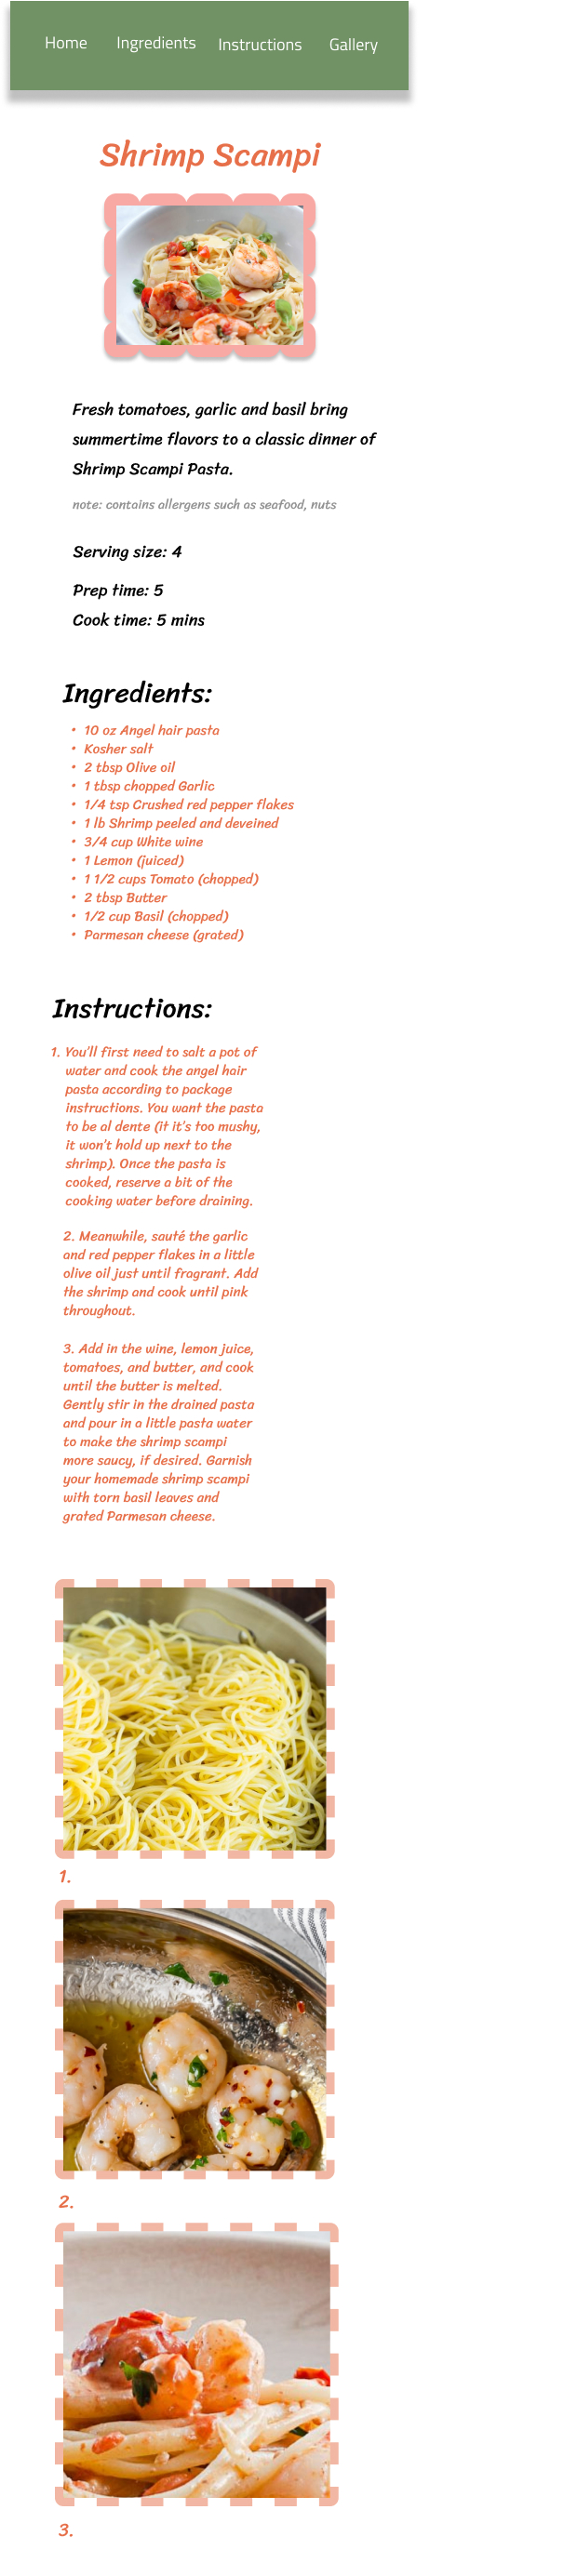 Home Ingredients Instructions Gallery
Shrimp Scampi
Fresh tomatoes, garlic and basil bring
summertime flavors to a classic dinner of
Shrimp Scampi Pasta.
note: contains allergens such as seafood, nuts
Serving size: 4
Prep time: 5
Cook time: 5 mins
Ingredients:
• 10 oz Angel hair pasta
• Kosher salt
• 2 tbsp Olive oil
• 1 tbsp chopped Garlic
• 1/4 tsp Crushed red pepper flakes
• 1 lb Shrimp peeled and deveined
• 3/4 cup White wine
• 1 Lemon (juiced)
• 1 1/2 cups Tomato (chopped)
• 2 tbsp Butter
• 1/2 cup Basil (chopped)
• Parmesan cheese (grated)
Instructions:
1. You'll first need to salt a pot of
water and cook the angel hair
pasta according to package
instructions. You want the pasta
to be al dente (it it's too mushy,
it won't hold up next to the
shrimp). Once the pasta is
cooked, reserve a bit of the
cooking water before draining.
2. Meanwhile, sauté the garlic
and red pepper flakes in a little
olive oil just until fragrant. Add
the shrimp and cook until pink
throughout.
3. Add in the wine, lemon juice,
tomatoes, and butter, and cook
until the butter is melted.
Gently stir in the drained pasta
and pour in a little pasta water
to make the shrimp scampi
more saucy, if desired. Garnish
your homemade shrimp scampi
with torn basil leaves and
grated Parmesan cheese.
1.
2.
3.